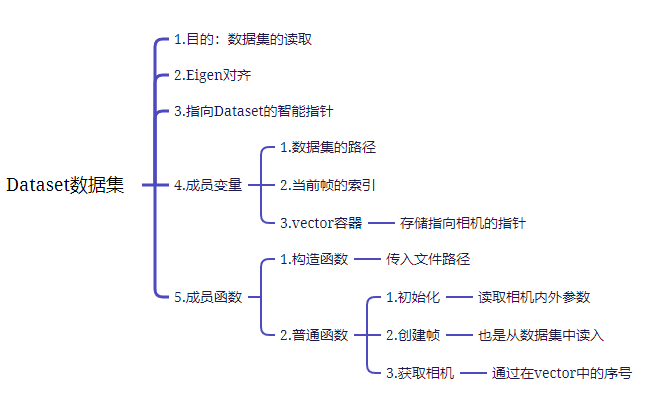 Dataset数据集
1.目的：数据集的读取
2.Eigen对齐
3.指向Dataset的智能指针
4.成员变量
1.数据集的路径
2.当前帧的索引
3.vector容器
存储指向相机的指针
5.成员函数
1.构造函数
传入文件路径
2.普通函数
1.初始化
读取相机内外参数
2.创建帧
也是从数据集中读入
3.获取相机
通过在vector中的序号